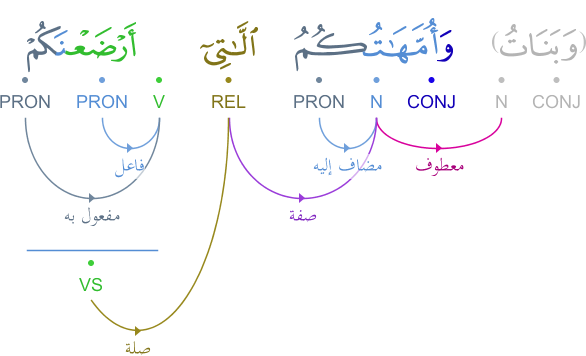 (وَبَنَاتُ) وَأُمَّهَـٰتُكُمُ ٱلَّـٰتِىٓ أَرْضَعْنَكُمْ
PRON PRON V REL PRON N CONJ N CONJ
فاعل مضاف إليه معطوف
مفعول به صفة
VS
صلة